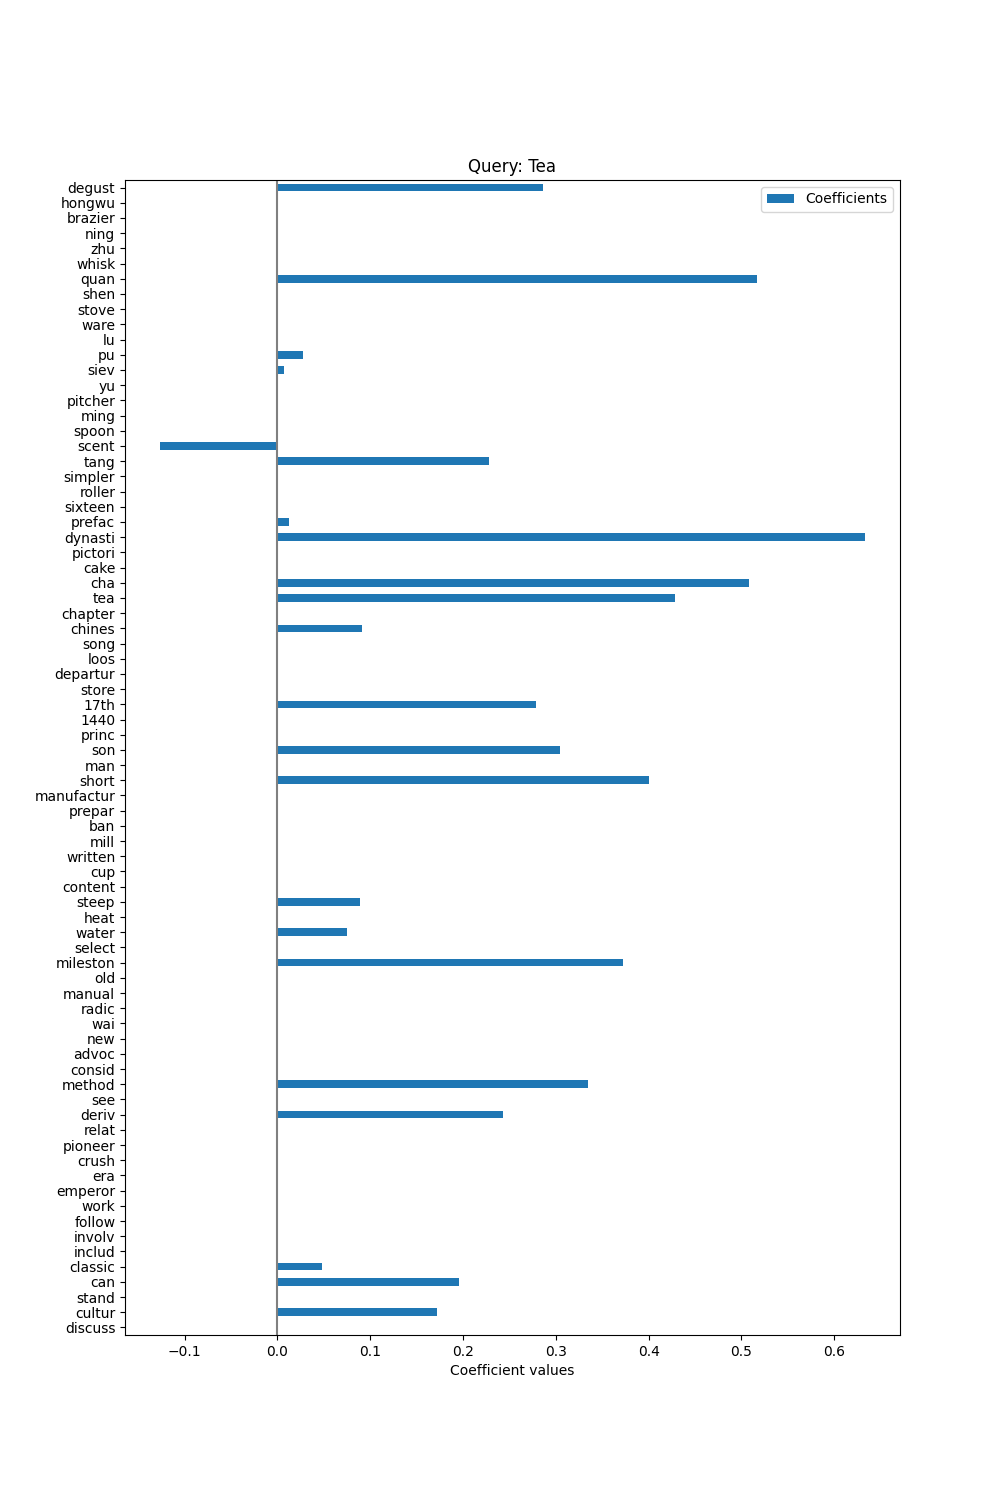 Query: Tea
Coefficients
degust
hongwu
brazier
ning
zhu
whisk
quan
shen
stove
ware
lu
pu
siev
yu
pitcher
ming
spoon
scent
tang
simpler
roller
sixteen
prefac
dynasti
pictori
cake
cha
tea
chapter
chines
song
loos
departur
store
17th
1440
princ
son
man
short
manufactur
prepar
ban
mill
written
cup
content
steep
heat
water
select
mileston
old
manual
radic
wai
new
advoc
consid
method
see
deriv
relat
pioneer
crush
era
emperor
work
follow
involv
includ
classic
can
stand
cultur
discuss
−0.1 0.0 0.1 0.2 0.3 0.4 0.5 0.6
Coefficient values